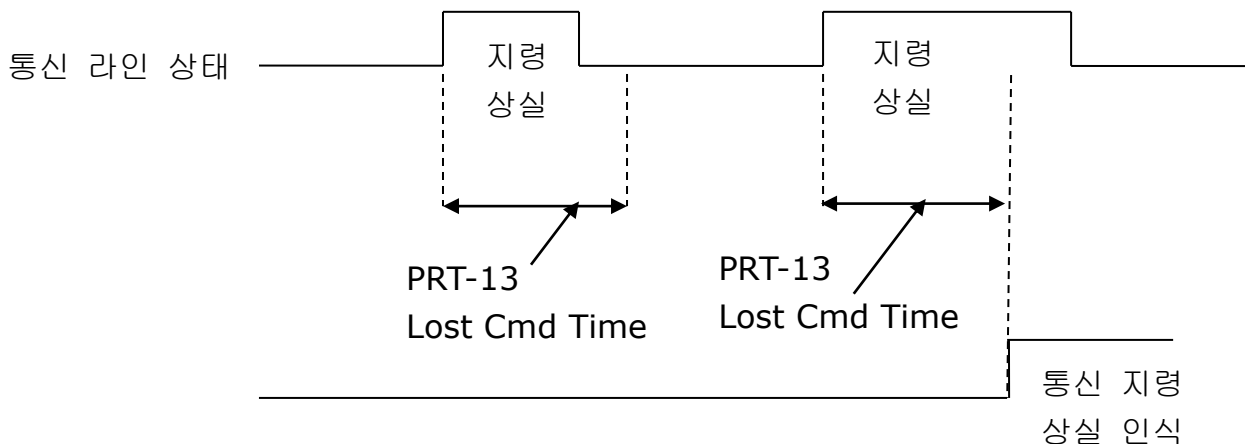 통신 라인 상태
지령
상실
지령
상실
PRT-13
Lost Cmd Time
PRT-13
Lost Cmd Time
통신 지령
상실 인식